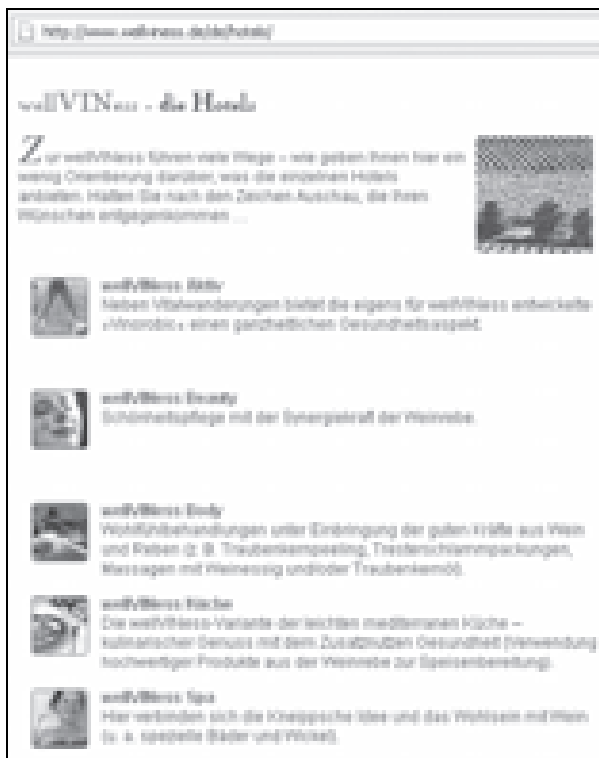 http://www.wellviness.de/de/hotels/
wellVINess - die Hotels
Zur wellVINess führen viele Wege – wie geben Ihnen hier ein
wenig Orientierung darüber, was die einzelnen Hotels
anbieten. Halten Sie nach den Zeichen Auschau, die Ihren
Wünschen entgegenkommen ...
wellVINess Aktiv
Neben Vitalwanderungen bietet die eigens für wellVINess entwickelte
»Vinorobic« einen ganzheitlichen Gesundheitsaspekt.
wellVINess Beauty
Schönheitspflege mit der Synergiekraft der Weinrebe.
wellVINess Body
Wohlfühlbehandlungen unter Einbringung der guten Kräfte aus Wein
und Reben (z. B. Traubenkernpeeling, Tresterschlammpackungen,
Massagen mit Weinessig und/oder Traubenkernöl).
wellVINess Küche
Die wellVINess-Variante der leichten mediterranen Küche –
kulinarischer Genuss mit dem Zusatznutzen Gesundheit (Verwendung
hochwertiger Produkte aus der Weinrebe zur Speisenbereitung).
wellVINess Spa
Hier verbinden sich die Kneippsche Idee und das Wohlsein mit Wein
(u. a. spezielle Bäder und Wickel).